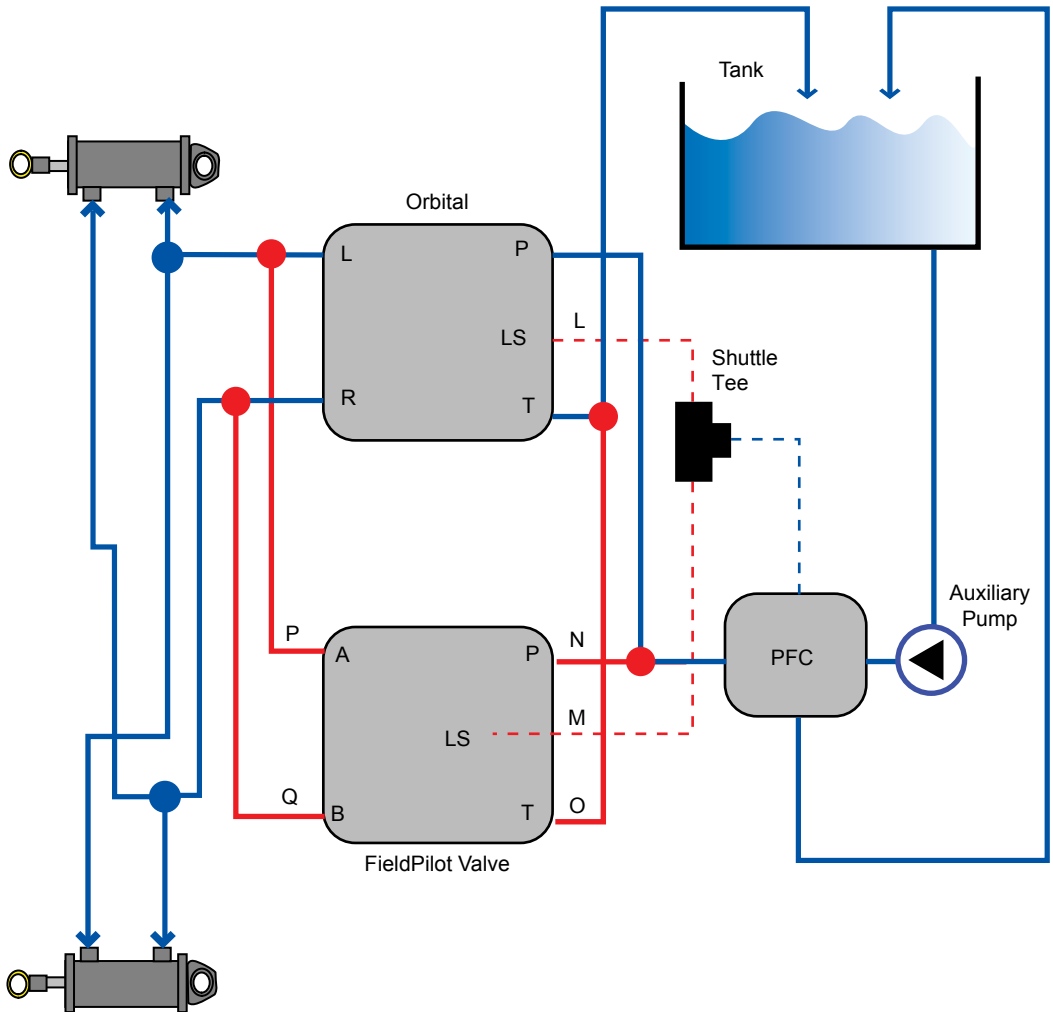 Tank
Orbital
L
P
L
LS
Shuttle
Tee
R
T
Auxiliary
Pump
P
A
P
N
PFC
M
LS
Q
B
T
O
FieldPilot Valve